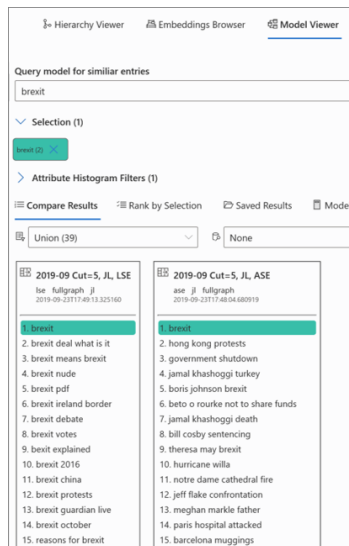 Hierarchy Viewer
Embeddings Browser
Model Viewer
Query model for similiar entries
brexit
Selection (1)
brexit (2)
Attribute Histogram Filters (1)
Compare Results
Rank by Selection
Saved Results
Mode
Union (39)
None
2019-09 Cut=5, JL, LSE
lse fullgraph jl
2019-09-23T17:49:13.325160
1. brexit
2. brexit deal what is it
3. brexit means brexit
4. brexit nude
5. brexit pdf
6. brexit ireland border
7. brexit debate
8. brexit votes
9. bexit explained
10. brexit 2016
11. brexit china
12. brexit protests
13. brexit guardian live
14. brexit october
15. reasons for brexit
2019-09 Cut=5, JL, ASE
ase jl fullgraph
2019-09-23T17:48:04.680919
1. brexit
2. hong kong protests
3. government shutdown
4. jamal khashoggi turkey
5. boris johnson brexit
6. beto o rourke not to share funds
7. jamal khashoggi death
8. bill cosby sentencing
9. theresa may brexit
10. hurricane willa
11. notre dame cathedral fire
12. jeff flake confrontation
13. meghan markle father
14. paris hospital attacked
15. barcelona muggings